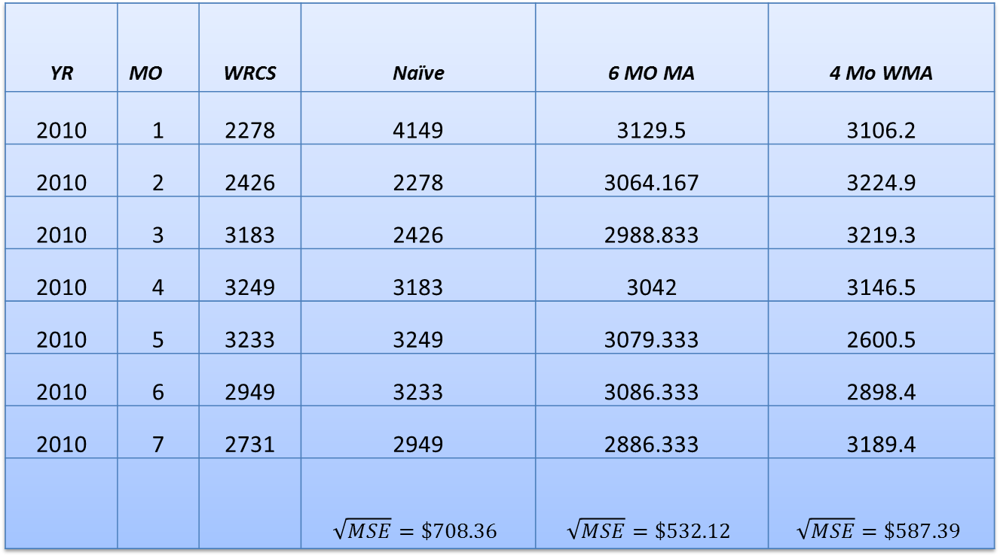 YR MO WRCS Naïve 6 MO MA 4 Mo WMA
2010 1 2278 4149 3129.5 3106.2
2010 2 2426 2278 3064.167 3224.9
2010 3 3183 2426 2988.833 3219.3
2010 4 3249 3183 3042 3146.5
2010 5 3233 3249 3079.333 2600.5
2010 6 2949 3233 3086.333 2898.4
2010 7 2731 2949 2886.333 3189.4
√MSE = $708.36 √MSE = $532.12 √MSE = $587.39